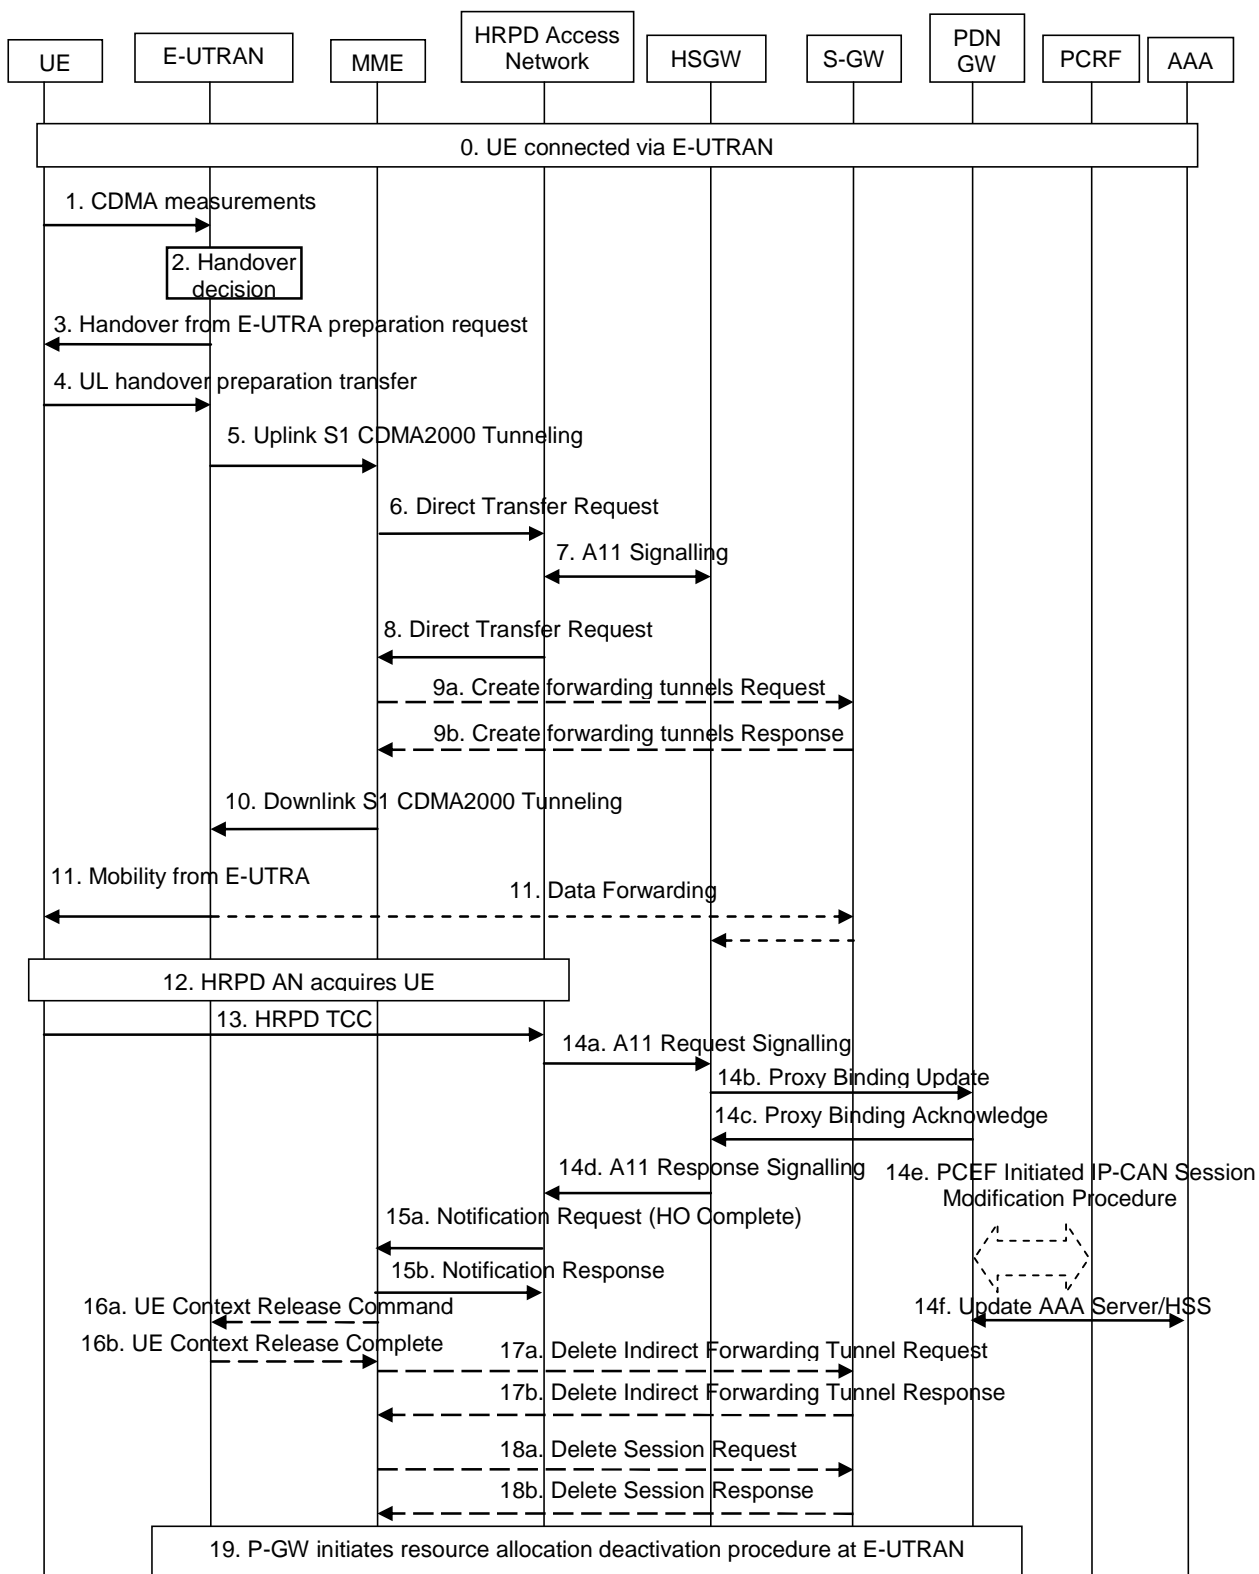 UE
E-UTRAN
MME
HRPD Access
Network
HSGW
S-GW
PDN
GW
PCRF
AAA
0. UE connected via E-UTRAN
1. CDMA measurements
2. Handover
decision
3. Handover from E-UTRA preparation request
4. UL handover preparation transfer
5. Uplink S1 CDMA2000 Tunneling
6. Direct Transfer Request
7. A11 Signalling
8. Direct Transfer Request
9a. Create forwarding tunnels Request
9b. Create forwarding tunnels Response
10. Downlink S1 CDMA2000 Tunneling
11. Mobility from E-UTRA
11. Data Forwarding
12. HRPD AN acquires UE
13. HRPD TCC
14a. A11 Request Signalling
14b. Proxy Binding Update
14c. Proxy Binding Acknowledge
14d. A11 Response Signalling
14e. PCEF Initiated IP-CAN Session
Modification Procedure
15a. Notification Request (HO Complete)
15b. Notification Response
16a. UE Context Release Command
14f. Update AAA Server/HSS
16b. UE Context Release Complete
17a. Delete Indirect Forwarding Tunnel Request
17b. Delete Indirect Forwarding Tunnel Response
18a. Delete Session Request
18b. Delete Session Response
19. P-GW initiates resource allocation deactivation procedure at E-UTRAN